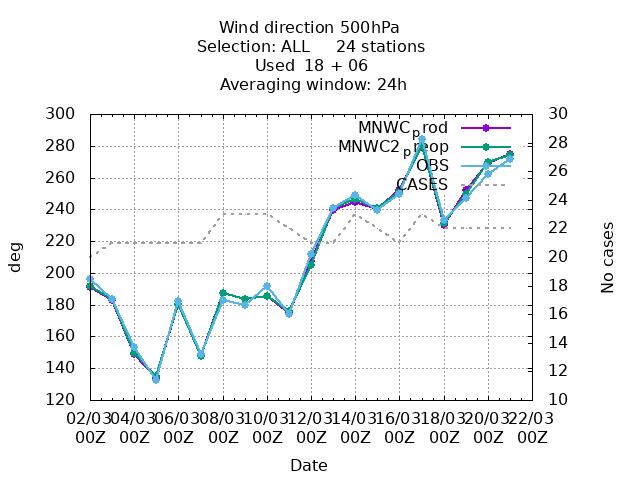 Wind direction 500hPa
Selection: ALL 24 stations
Used 18 + 06
Averaging window: 24h
300 30
MNWC_prod
280 28
MNWC2_preop
260 OBS 26
CASES
240 24
220 22
200 20
180 18
160 16
140 14
120 12
10
deg
No cases
02/03 04/03 06/03 08/03 10/03 12/03 14/03 16/03 18/03 20/03 22/03
00Z 00Z 00Z 00Z 00Z 00Z 00Z 00Z 00Z 00Z 00Z
Date